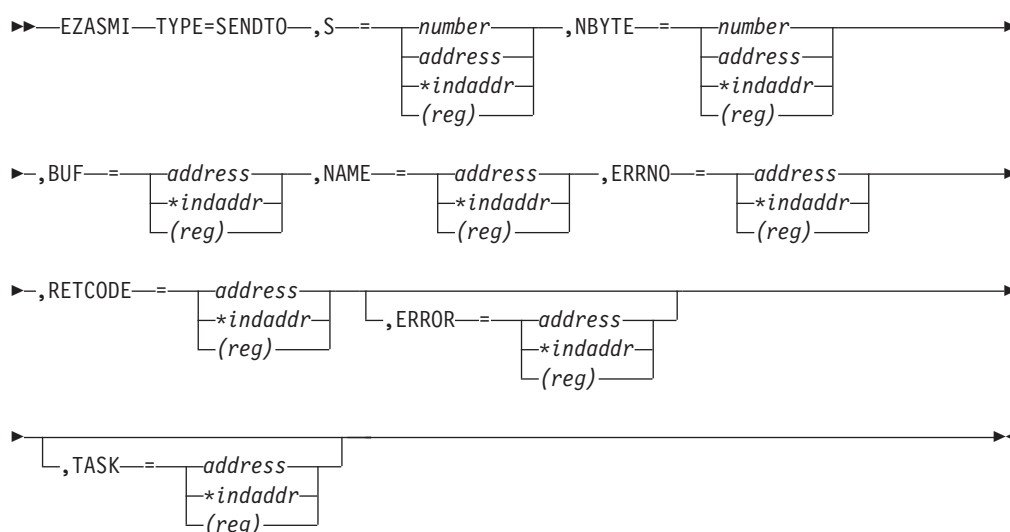 EZASMI TYPE=SENDTO ,S = number ,NBYTE = number
address address
*indaddr *indaddr
(reg) (reg)
,BUF = address ,NAME = address ,ERRNO = address
*indaddr *indaddr *indaddr
(reg) (reg) (reg)
,RETCODE = address
*indaddr ,ERROR = address
(reg) *indaddr
(reg)
,TASK = address
*indaddr
(reg)